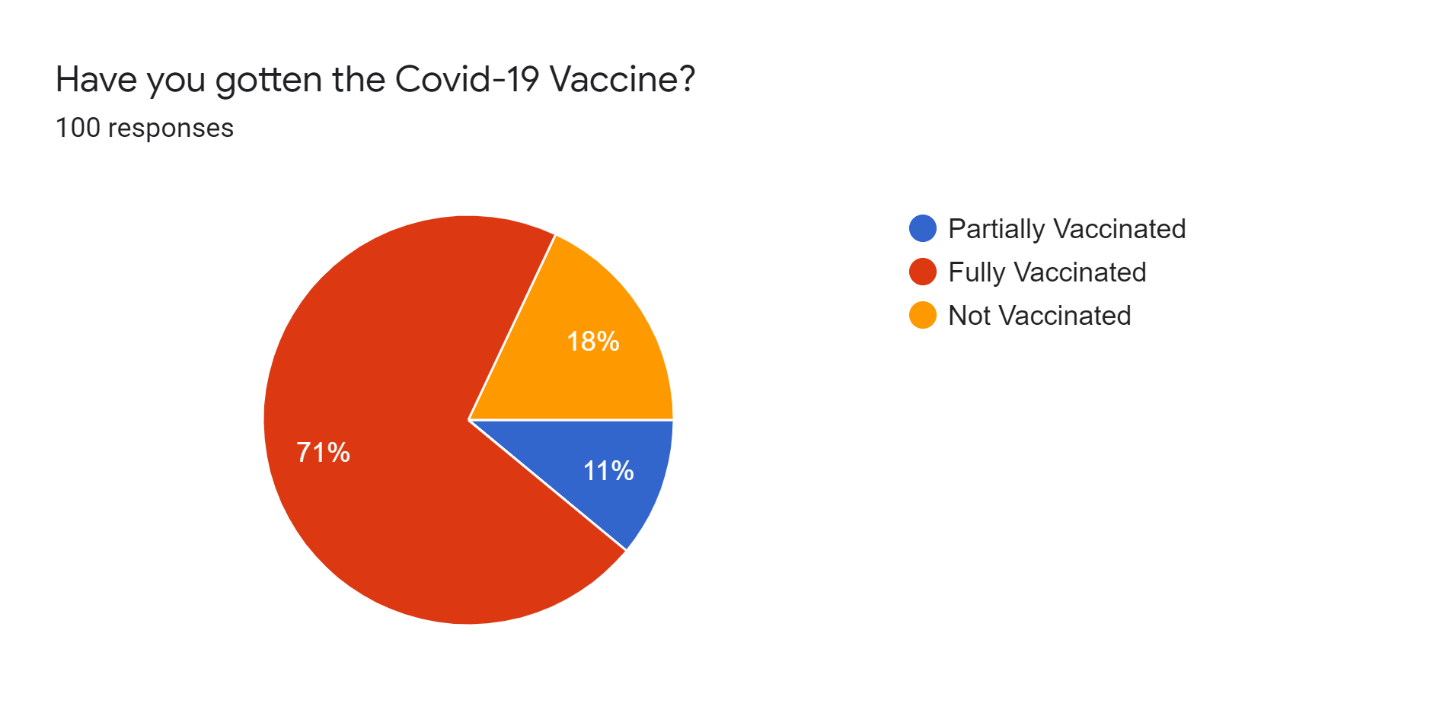 Have you gotten the Covid-19 Vaccine?
100 responses
Partially Vaccinated
Fully Vaccinated
Not Vaccinated
18%
71%
11%